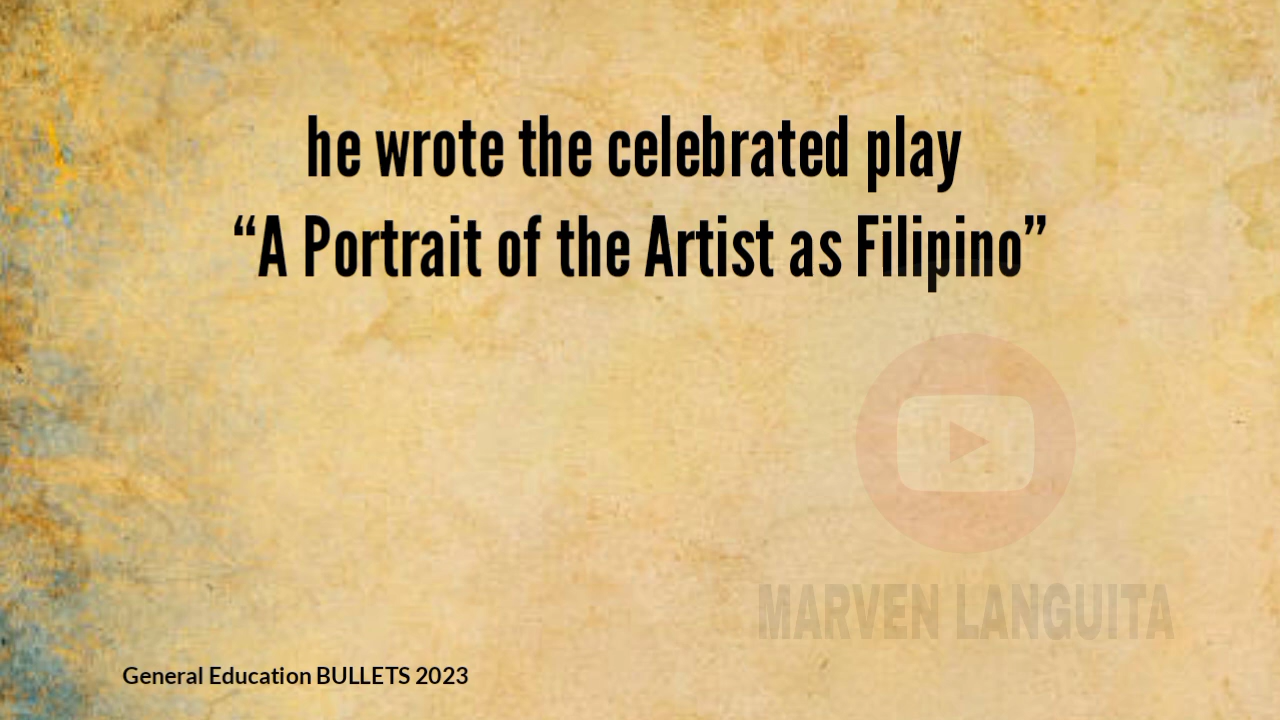 he wrote the celebrated play
“A Portrait of the Artist as Filipino”
MARVEN LANGUITA
General Education BULLETS 2023